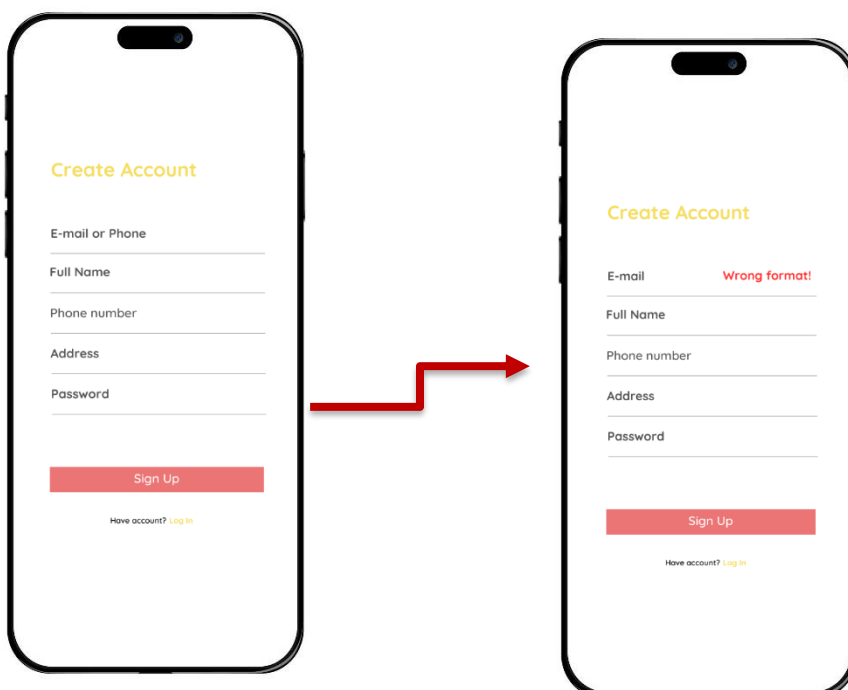 Create Account
E-mail or Phone
Full Name
Phone number
Address
Password
Sign Up
Have account? Log In
Create Account
E-mail Wrong format!
Full Name
Phone number
Address
Password
Sign Up
Have account? Log In